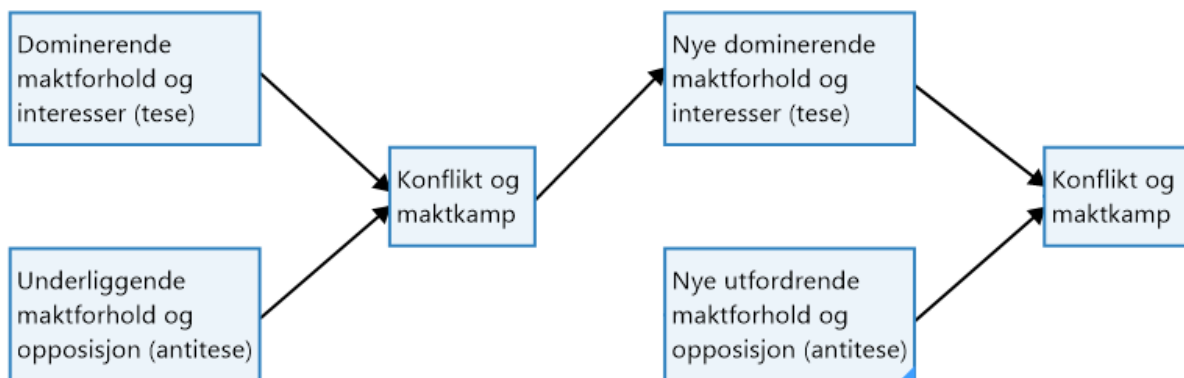 Dominerende
maktforhold og
interesser (tese)
Underliggende
maktforhold og
opposisjon (antitese)
Konflikt og
maktkamp
Nye dominerende
maktforhold og
interesser (tese)
Nye utfordrende
maktforhold og
opposisjon (antitese)
Konflikt og
maktkamp